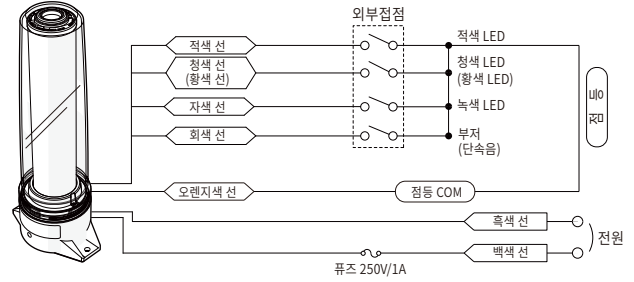 외부접점
적색 선
적색 LED
청색 선
(황색 선)
청색 LED
(황색 LED)
자색 선
녹색 LED
회색 선
부저
(단속음)
점등
오렌지색 선
점등 COM
흑색 선
전원
백색 선
퓨즈 250V/1A